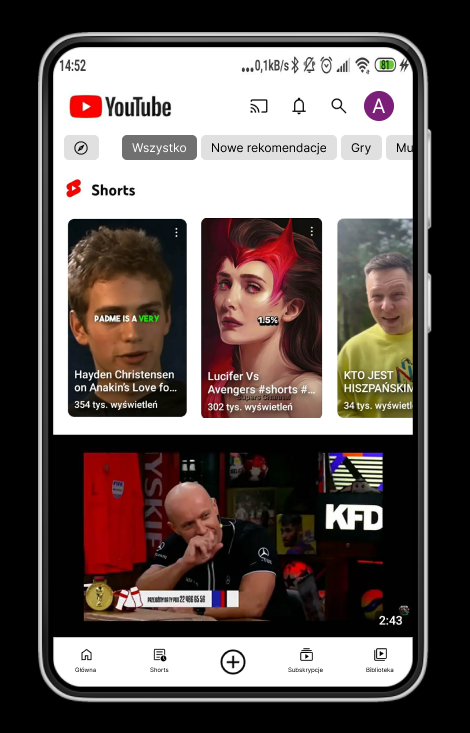 14:52
...0,1kB/s
81
YouTube
A
Wszystko
Nowe rekomendacje
Gry
Mu
Shorts
PADME IS A VERY
Hayden Christensen
on Anakin's Love fo...
354 tys. wyświetleń
1.5%
Lucifer Vs
Avengers #shorts #...
302 tys. wyświetleń
KTO JEST
HISZPAŃSKIM
34 tys. wyświetl
KFD
2:43
Główna
Shorts
Subskrypcje
Biblioteka